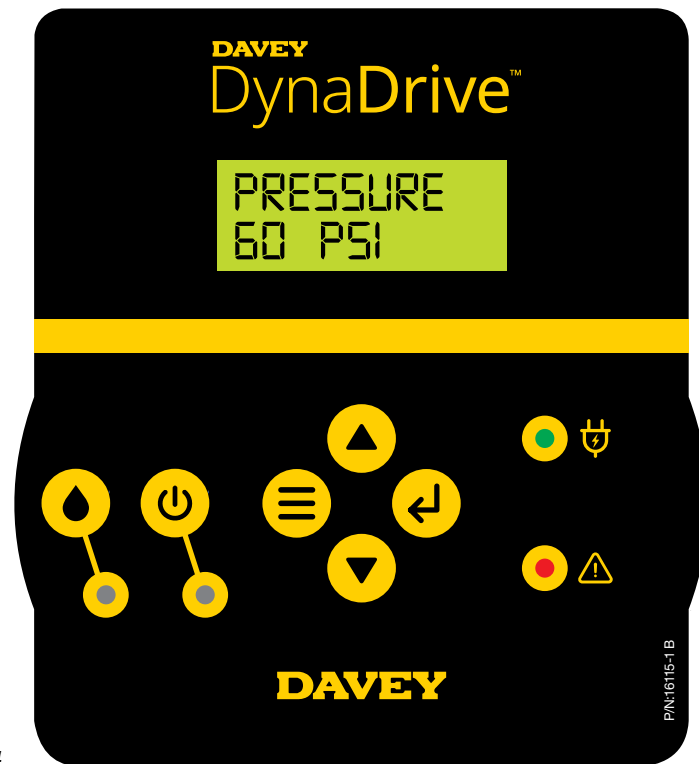 DAVEY
DynaDrive™
PRESSURE
60 PSI
DAVEY
P/N:16115-1 B